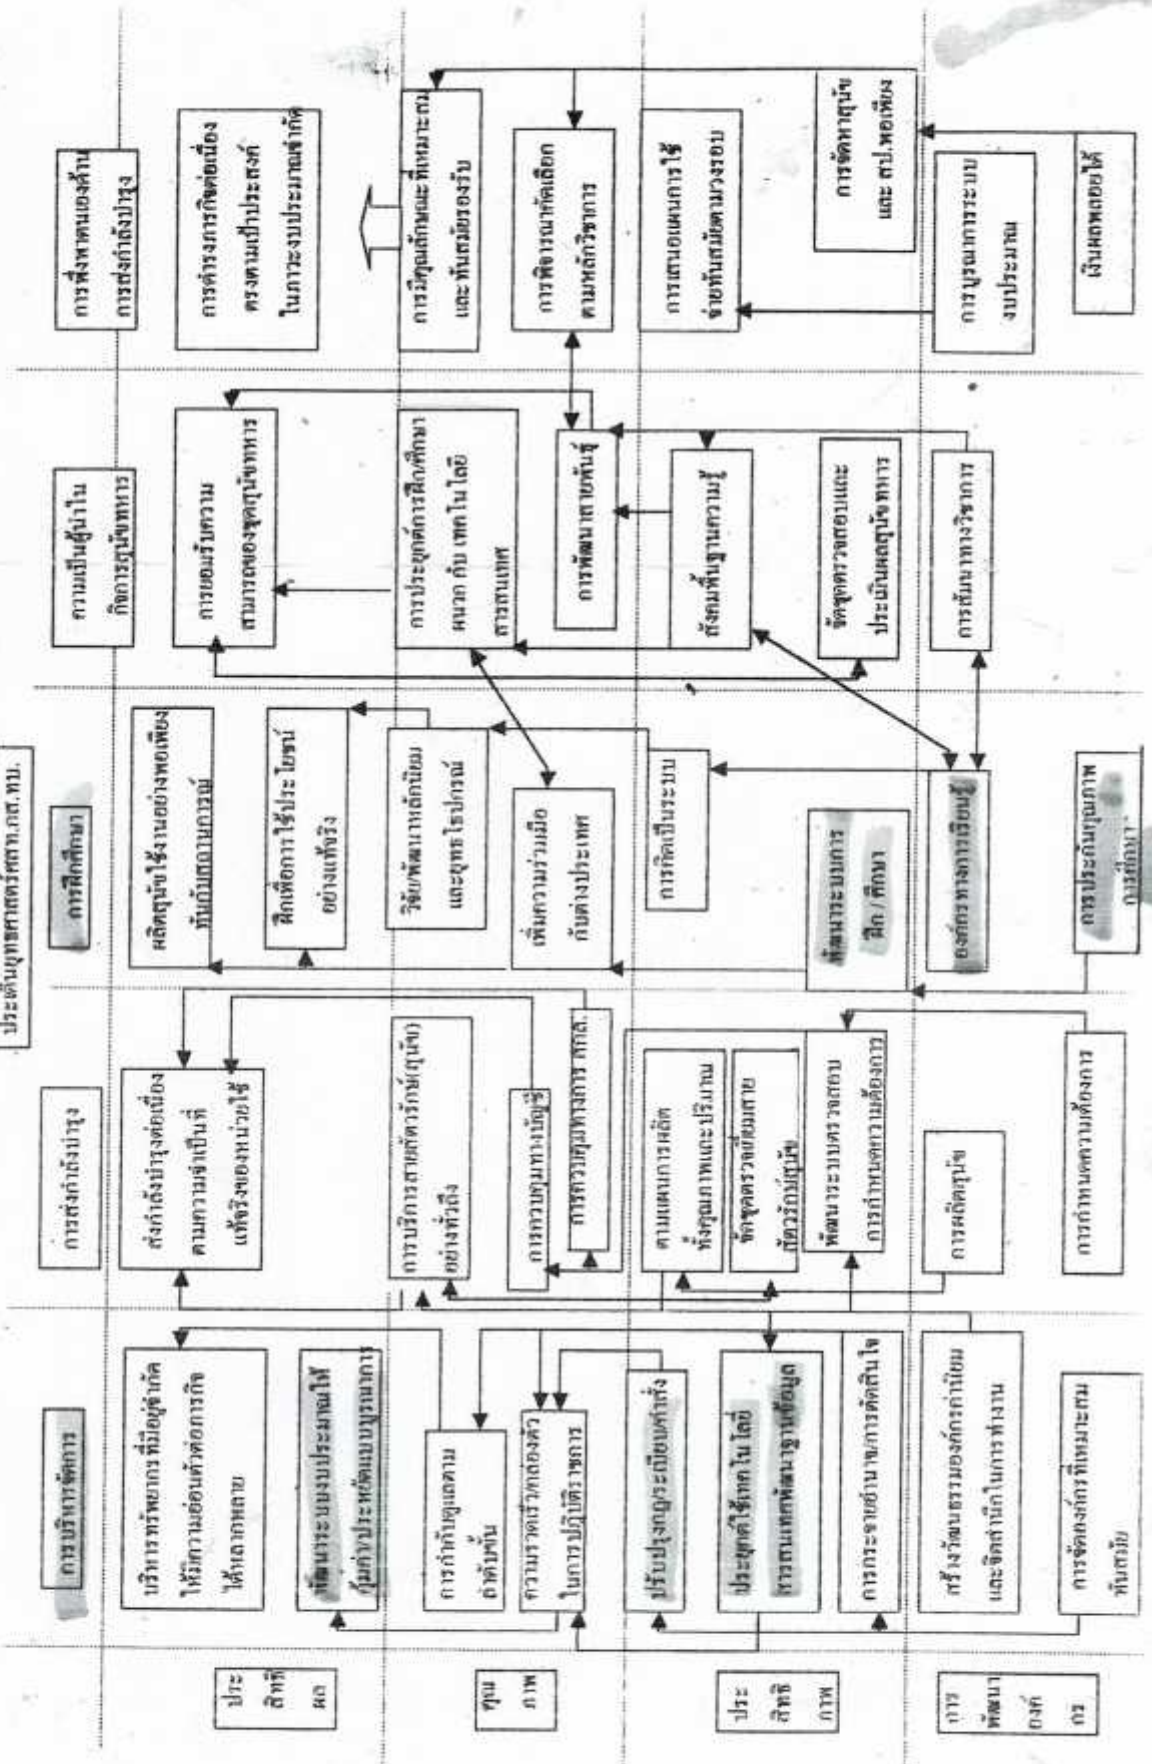 ประเด็นยุทธศาสตร์ศสท.กส.ทบ.
การบริหารจัดการ
การส่งกำลังบำรุง
การฝึกศึกษา
ความเป็นผู้นำใน
กิจการสุนัขทหาร
การพึ่งพาตนเองด้าน
การส่งกำลังบำรุง
ประ
สิทธิ
ผล
บริหารทรัพยากรที่มีอยู่จำกัด
ให้มีความอ่อนตัวต่อภารกิจ
ได้หลากหลาย
พัฒนาระบบงบประมาณให้
คุ้มค่า/ประหยัดแบบบูรณาการ
ส่งกำลังบำรุงต่อเนื่อง
ตามความจำเป็นที่
แท้จริงของหน่วยใช้
ผลิตสุนัขใช้งานอย่างพอเพียง
ทันกับสถานการณ์
ฝึกเพื่อการใช้ประโยชน์
อย่างแท้จริง
การยอมรับความ
สามารถของชุดสุนัขทหาร
การดำรงภารกิจต่อเนื่อง
ตรงตามเป้าประสงค์
ในภาวะงบประมาณจำกัด
คุณ
ภาพ
การกำกับดูแลตาม
ลำดับขั้น
ความรวดเร็ว/คล่องตัว
ในการปฏิบัติราชการ
การบริการสายสัตวรักษ์(สุนัข)
อย่างทั่วถึง
การควบคุมทางบัญชี
การควบคุมทางการ สกล.
วิจัย/พัฒนาหลักนิยม
และยุทธโธปกรณ์
เพิ่มความร่วมมือ
กับต่างประเทศ
การประยุกต์การฝึก/ศึกษา
ผนวก กับ เทคโนโลยี
สารสนเทศ
การพัฒนาสายพันธุ์
การมีคุณลักษณะที่เหมาะสม
และทันสมัยรองรับ
การพิจารณาคัดเลือก
ตามหลักวิชาการ
ประ
สิทธิ
ภาพ
ปรับปรุงกฎ/ระเบียบ/คำสั่ง
ประยุกต์ใช้เทคโนโลยี
สารสนเทศพัฒนาฐานข้อมูล
การกระจายอำนาจ/การตัดสินใจ
ตามแผนการผลิต
ทั้งคุณภาพและปริมาณ
จัดชุดตรวจเยี่ยมสาย
สัตวรักษ์สุนัข
พัฒนาระบบตรวจสอบ
การกำหนดความต้องการ
การคิดเป็นระบบ
พัฒนาระบบการ
ฝึก / ศึกษา
สังคมพื้นฐานความรู้
จัดชุดตรวจสอบและ
ประเมินผลสุนัขทหาร
การเสนอแผนการใช้
จ่ายทันสมัยตามวงรอบ
การจัดหาสุนัข
และ สป.พอเพียง
การ
พัฒนา
องค์
กร
สร้างวัฒนธรรมองค์กรค่านิยม
และจิตสำนึกในการทำงาน
การจัดองค์กรที่เหมาะสม
ทันสมัย
การผลิตสุนัข
การกำหนดความต้องการ
องค์กรทางการเรียนรู้
การประกันคุณภาพ
การศึกษา
การสัมนาทางวิชาการ
การบูรณาการระบบ
งบประมาณ
เงินผลพลอยได้